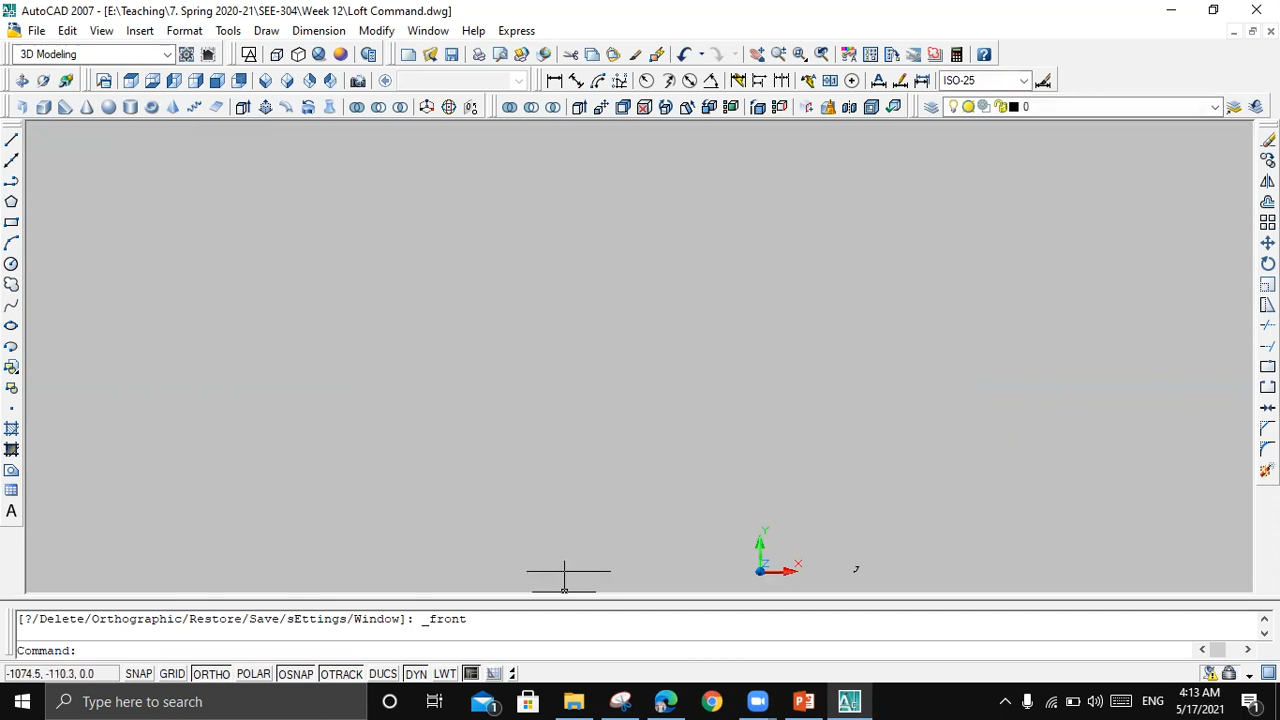 AutoCAD 2007 - [E:\Teaching\7. Spring 2020-21\SEE-304\Week 12\Loft Command.dwg]
File Edit View Insert Format Tools Draw Dimension Modify Window Help Express
3D Modeling
ISO-25
0
A
Y
Z
X
[?/Delete/Orthographic/Restore/Save/sEttings/Window]: _front
Command:
-1074.5, -110.3, 0.0 SNAP GRID ORTHO POLAR OSNAP OTRACK DUCS DYN LWT
Type here to search
1
ENG
4:13 AM
5/17/2021
1